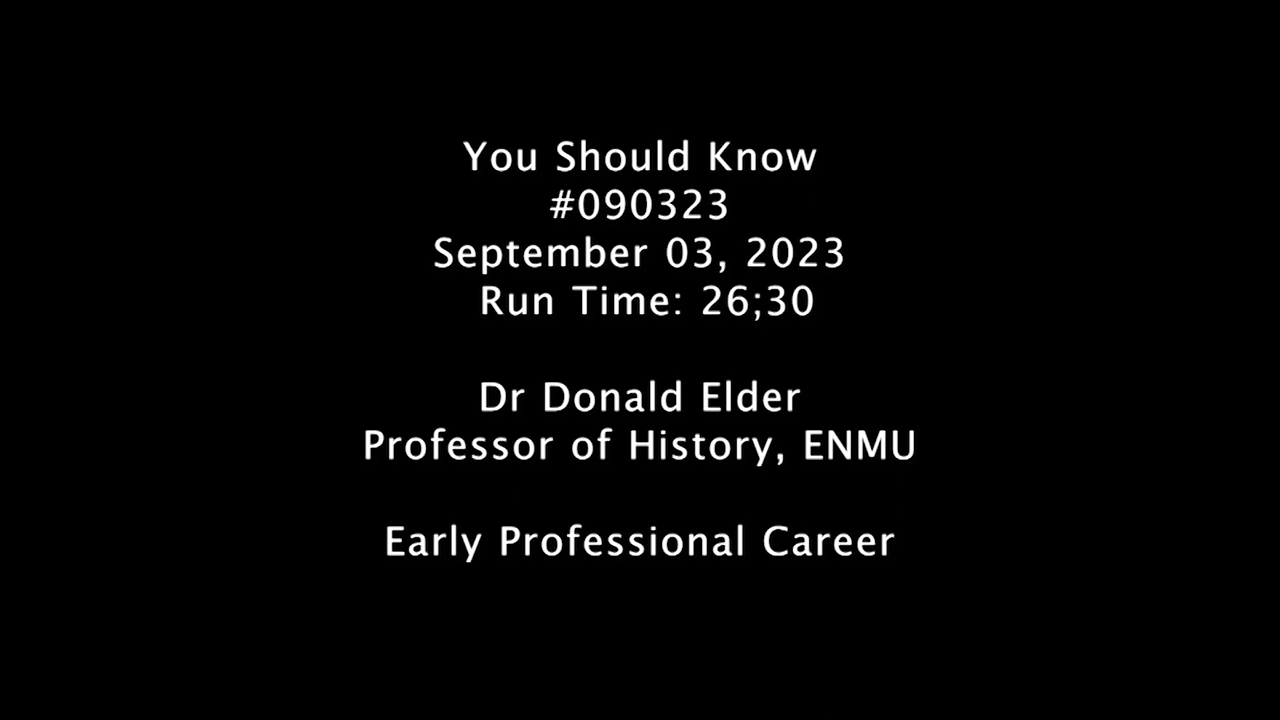 You Should Know
#090323
September 03, 2023
Run Time: 26;30
Dr Donald Elder
Professor of History, ENMU
Early Professional Career